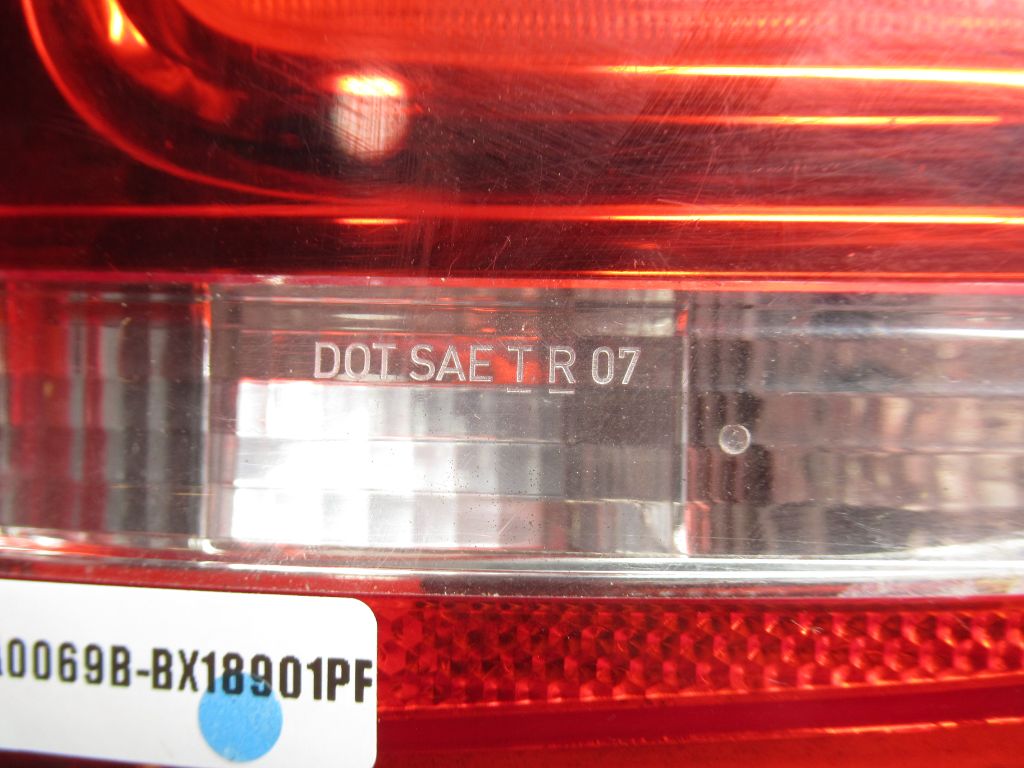 DOT SAE T R 07
0069B-BX18901PF